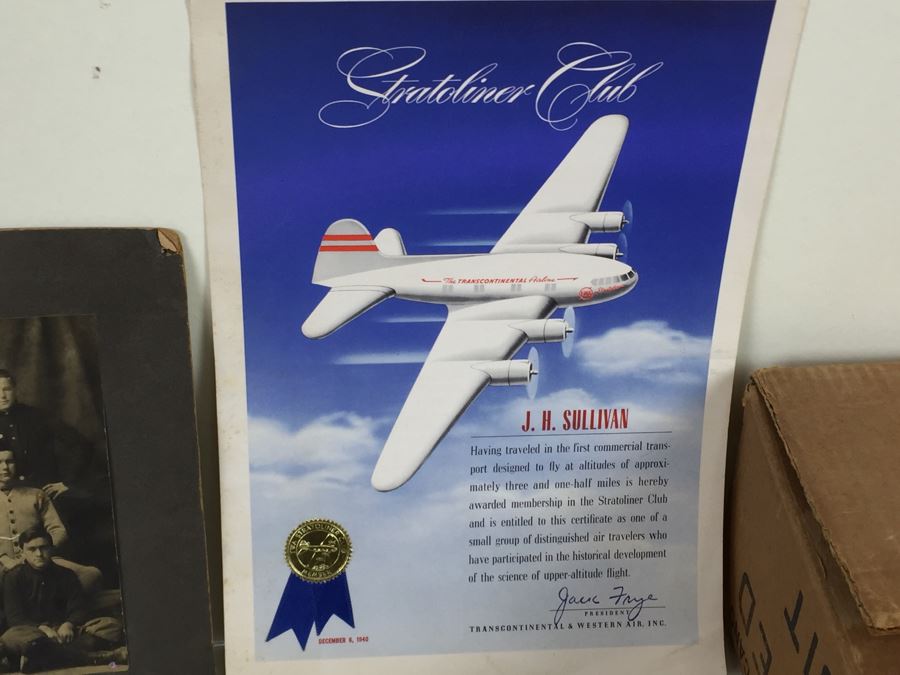 Stratoliner Club
The TRANSCONTINENTAL Airline
J. H. SULLIVAN
Having traveled in the first commercial trans-
port designed to fly at altitudes of approxi-
mately three and one-half miles is hereby
awarded membership in the Stratoliner Club
and is entitled to this certificate as one of a
small group of distinguished air travelers who
have participated in the historical development
of the science of upper-altitude flight.
Jack Frye
PRESIDENT
TRANSCONTINENTAL & WESTERN AIR, INC.
STRATOLINER
MEMBER
DECEMBER 6, 1940